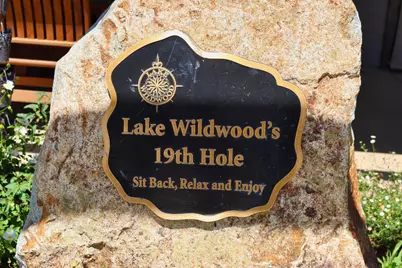 Lake Wildwood's
19th Hole
Sit Back, Relax and Enjoy